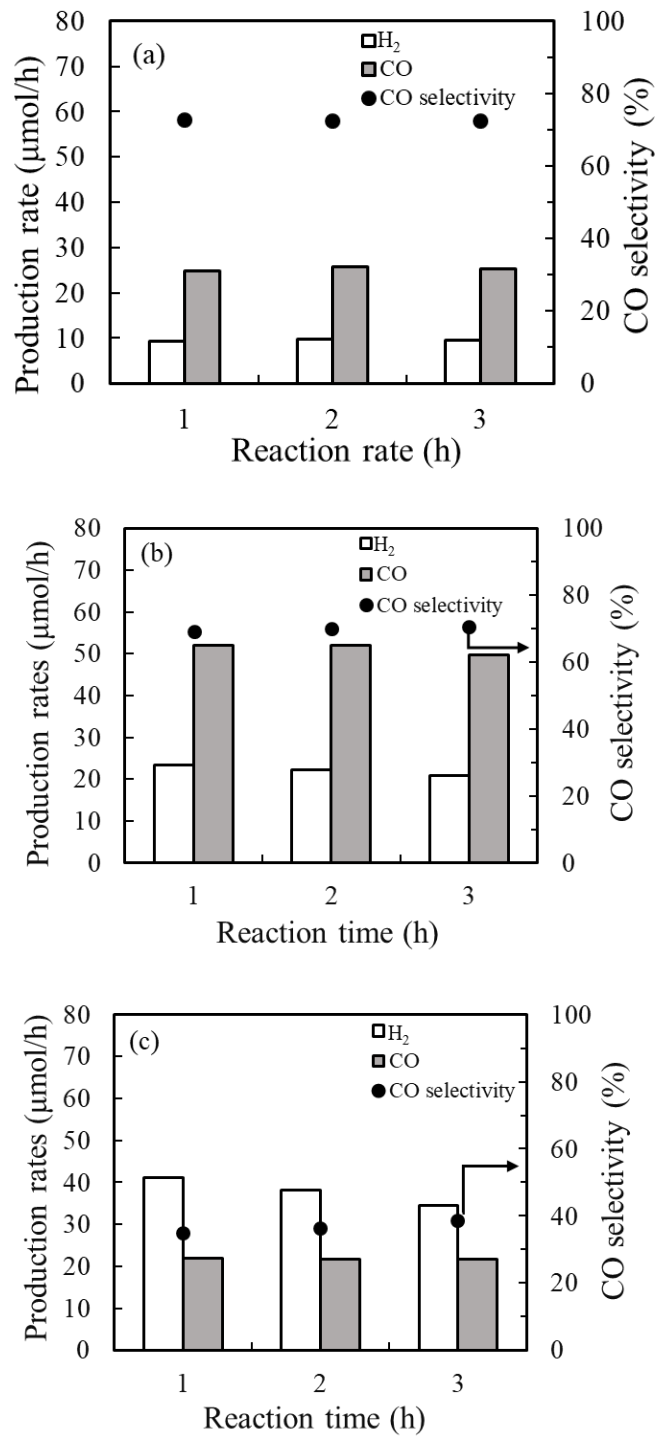 (a)
H₂
CO
CO selectivity
80
70
60
50
40
30
20
10
0
100
80
60
40
20
0
Production rate (μmol/h)
CO selectivity (%)
1 2 3
Reaction rate (h)
(b)
H₂
CO
CO selectivity
80
70
60
50
40
30
20
10
0
100
80
60
40
20
0
Production rates (μmol/h)
CO selectivity (%)
1 2 3
Reaction time (h)
(c)
H₂
CO
CO selectivity
80
70
60
50
40
30
20
10
0
100
80
60
40
20
0
Production rates (μmol/h)
CO selectivity (%)
1 2 3
Reaction time (h)